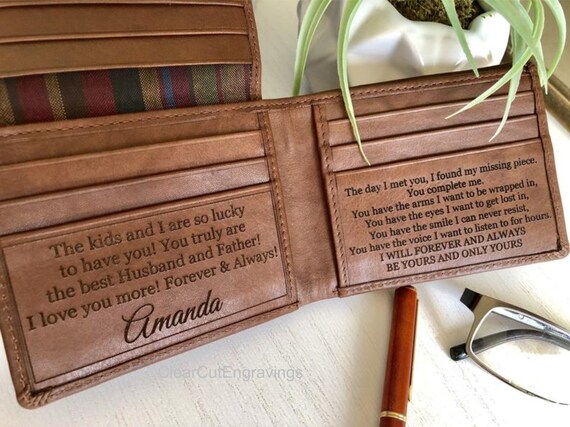 The kids and I are so lucky
to have you! You truly are
the best Husband and Father!
I love you more! Forever & Always!
Amanda
The day I met you, I found my missing piece.
You complete me.
You have the arms I want to be wrapped in,
You have the eyes I want to get lost in,
You have the smile I can never resist,
You have the voice I want to listen to for hours.
I WILL FOREVER AND ALWAYS
BE YOURS AND ONLY YOURS
ClearCutEngravings